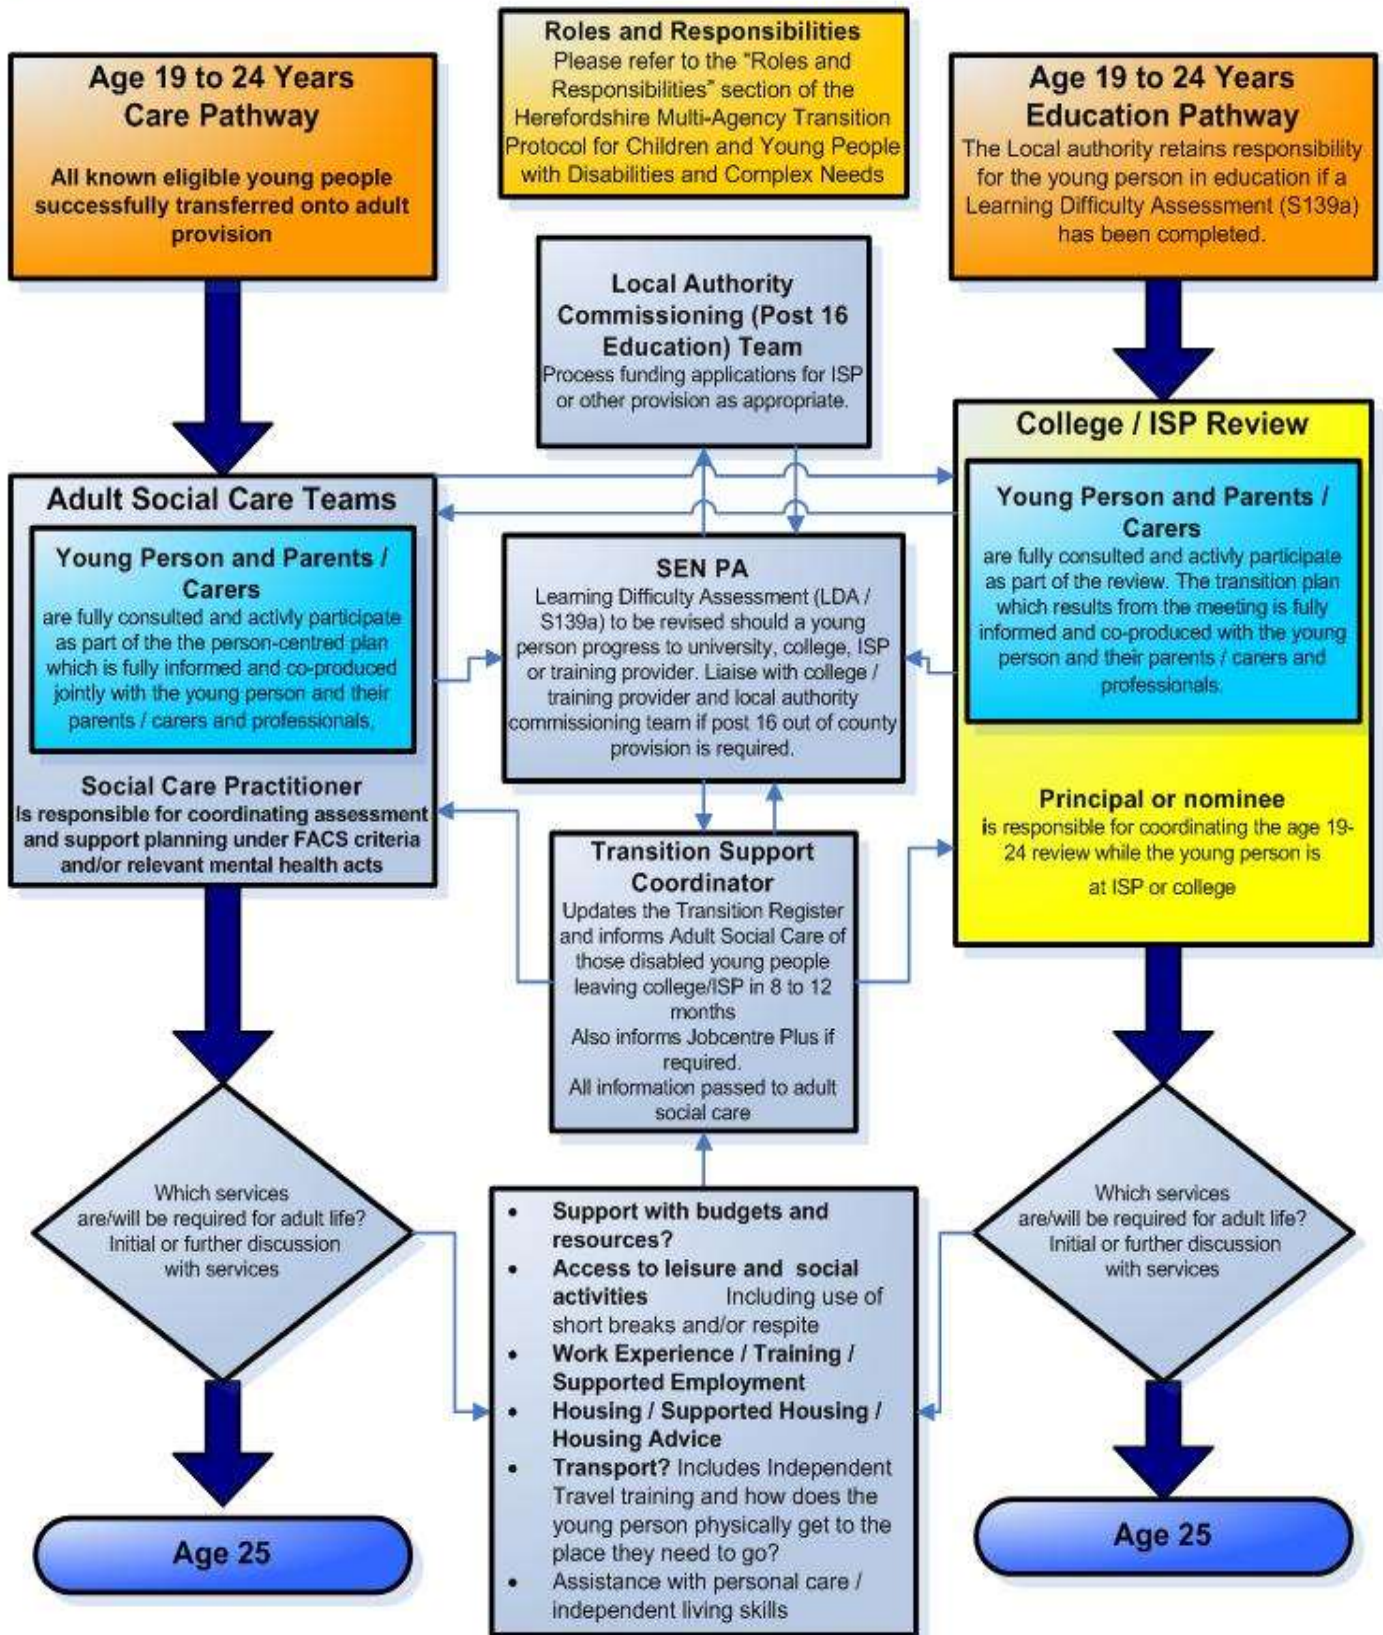 Roles and Responsibilities
Please refer to the "Roles and
Responsibilities" section of the
Herefordshire Multi-Agency Transition
Protocol for Children and Young People
with Disabilities and Complex Needs
Age 19 to 24 Years
Care Pathway
All known eligible young people
successfully transferred onto adult
provision
Age 19 to 24 Years
Education Pathway
The Local authority retains responsibility
for the young person in education if a
Learning Difficulty Assessment (S139a)
has been completed.
Local Authority
Commissioning (Post 16
Education) Team
Process funding applications for ISP
or other provision as appropriate.
Adult Social Care Teams
Young Person and Parents /
Carers
are fully consulted and activly participate
as part of the the person-centred plan
which is fully informed and co-produced
jointly with the young person and their
parents / carers and professionals,
Social Care Practitioner
Is responsible for coordinating assessment
and support planning under FACS criteria
and/or relevant mental health acts
SEN PA
Learning Difficulty Assessment (LDA /
S139a) to be revised should a young
person progress to university, college, ISP
or training provider. Liaise with college /
training provider and local authority
commissioning team if post 16 out of county
provision is required.
College / ISP Review
Young Person and Parents /
Carers
are fully consulted and activly participate
as part of the review. The transition plan
which results from the meeting is fully
informed and co-produced with the young
person and their parents / carers and
professionals.
Principal or nominee
is responsible for coordinating the age 19-
24 review while the young person is
at ISP or college
Transition Support
Coordinator
Updates the Transition Register
and informs Adult Social Care of
those disabled young people
leaving college/ISP in 8 to 12
months
Also informs Jobcentre Plus if
required.
All information passed to adult
social care
Which services
are/will be required for adult life?
Initial or further discussion
with services
• Support with budgets and
resources?
• Access to leisure and social
activities Including use of
short breaks and/or respite
• Work Experience / Training /
Supported Employment
• Housing / Supported Housing /
Housing Advice
• Transport? Includes Independent
Travel training and how does the
young person physically get to the
place they need to go?
• Assistance with personal care /
independent living skills
Which services
are/will be required for adult life?
Initial or further discussion
with services
Age 25
Age 25